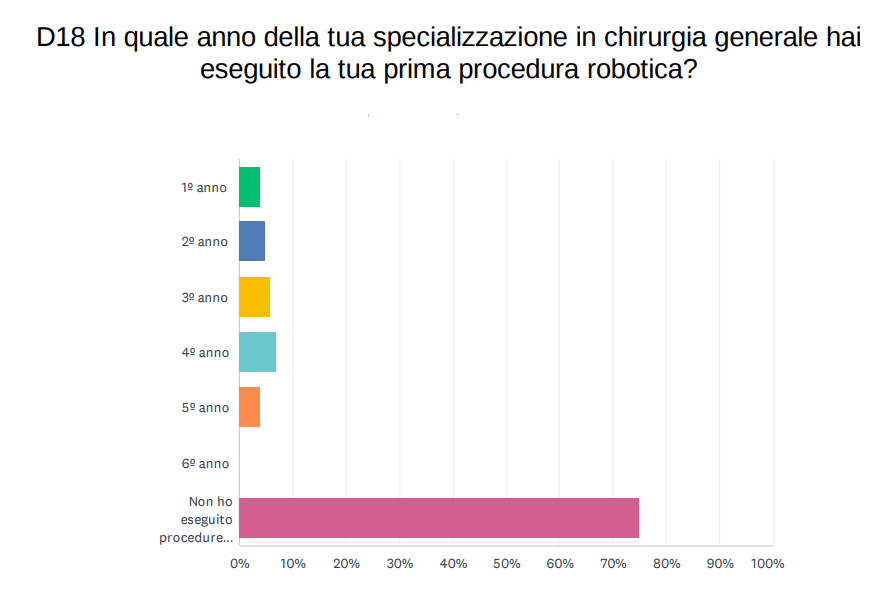 D18 In quale anno della tua specializzazione in chirurgia generale hai
eseguito la tua prima procedura robotica?
1º anno
2º anno
3º anno
4º anno
5º anno
6º anno
Non ho
eseguito
procedure...
0% 10% 20% 30% 40% 50% 60% 70% 80% 90% 100%